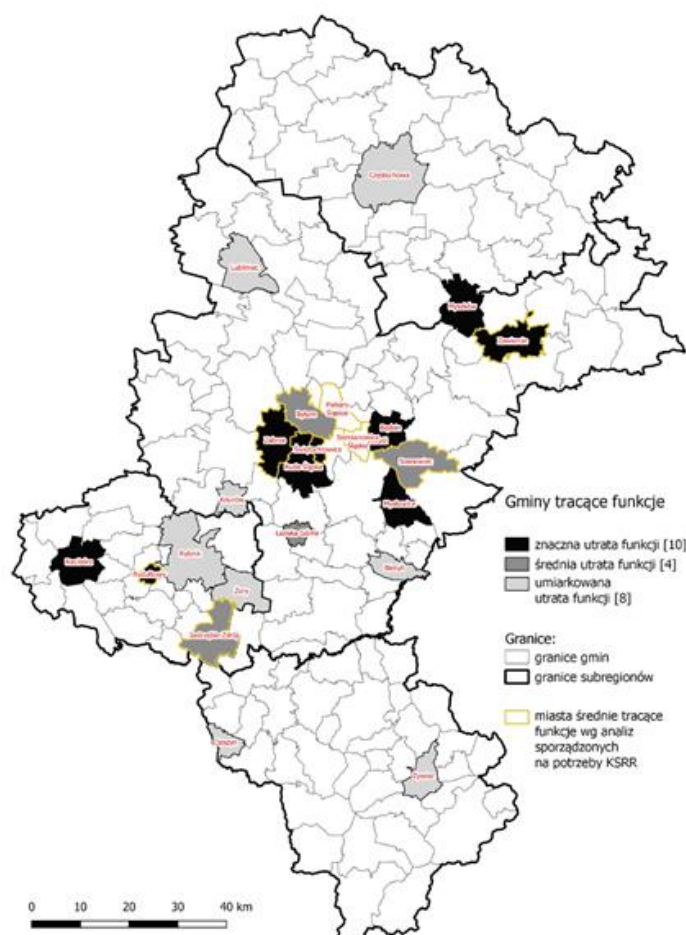 Częstochowa
Lubliniec
Myszków
Zawiercie
Bytom
Piekary
Śląskie
Zabrze
Świętochłowice
Siemianowice
Śląskie
Będzin
Ruda Śląska
Sosnowiec
Mysłowice
Knurów
Łaziska Górne
Bieruń
Racibórz
Rybnik
Żory
Jastrzębie-Zdrój
Cieszyn
Żywiec
Gminy tracące funkcje
znaczna utrata funkcji [10]
średnia utrata funkcji [4]
umiarkowana
utrata funkcji [8]
Granice:
granice gmin
granice subregionów
miasta średnie tracące
funkcje wg analiz
sporządzonych
na potrzeby KSRR
0 10 20 30 40 km